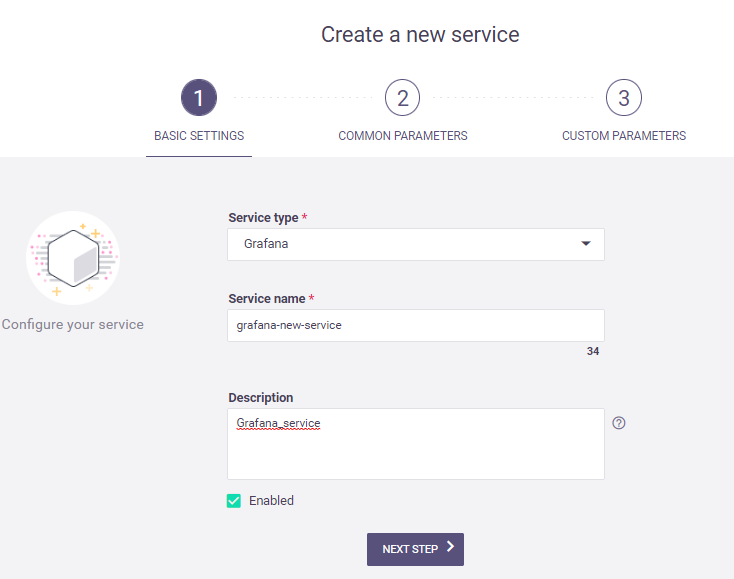 Create a new service
1 2 3
BASIC SETTINGS COMMON PARAMETERS CUSTOM PARAMETERS
Service type *
Grafana
Service name *
grafana-new-service
34
Configure your service
Description
Grafana_service
?
Enabled
NEXT STEP